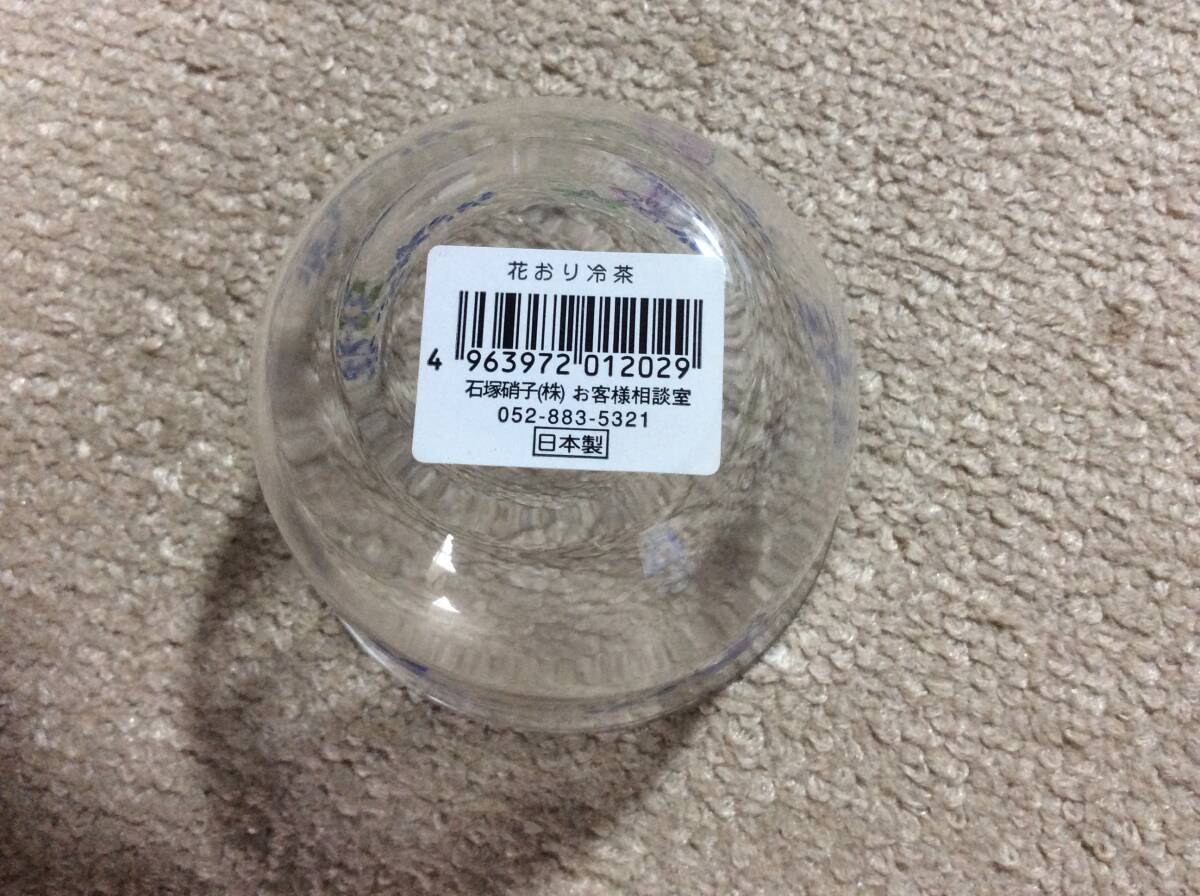 花おり冷茶
4 963972 012029
石塚硝子(株) お客様相談室
052-883-5321
日本製